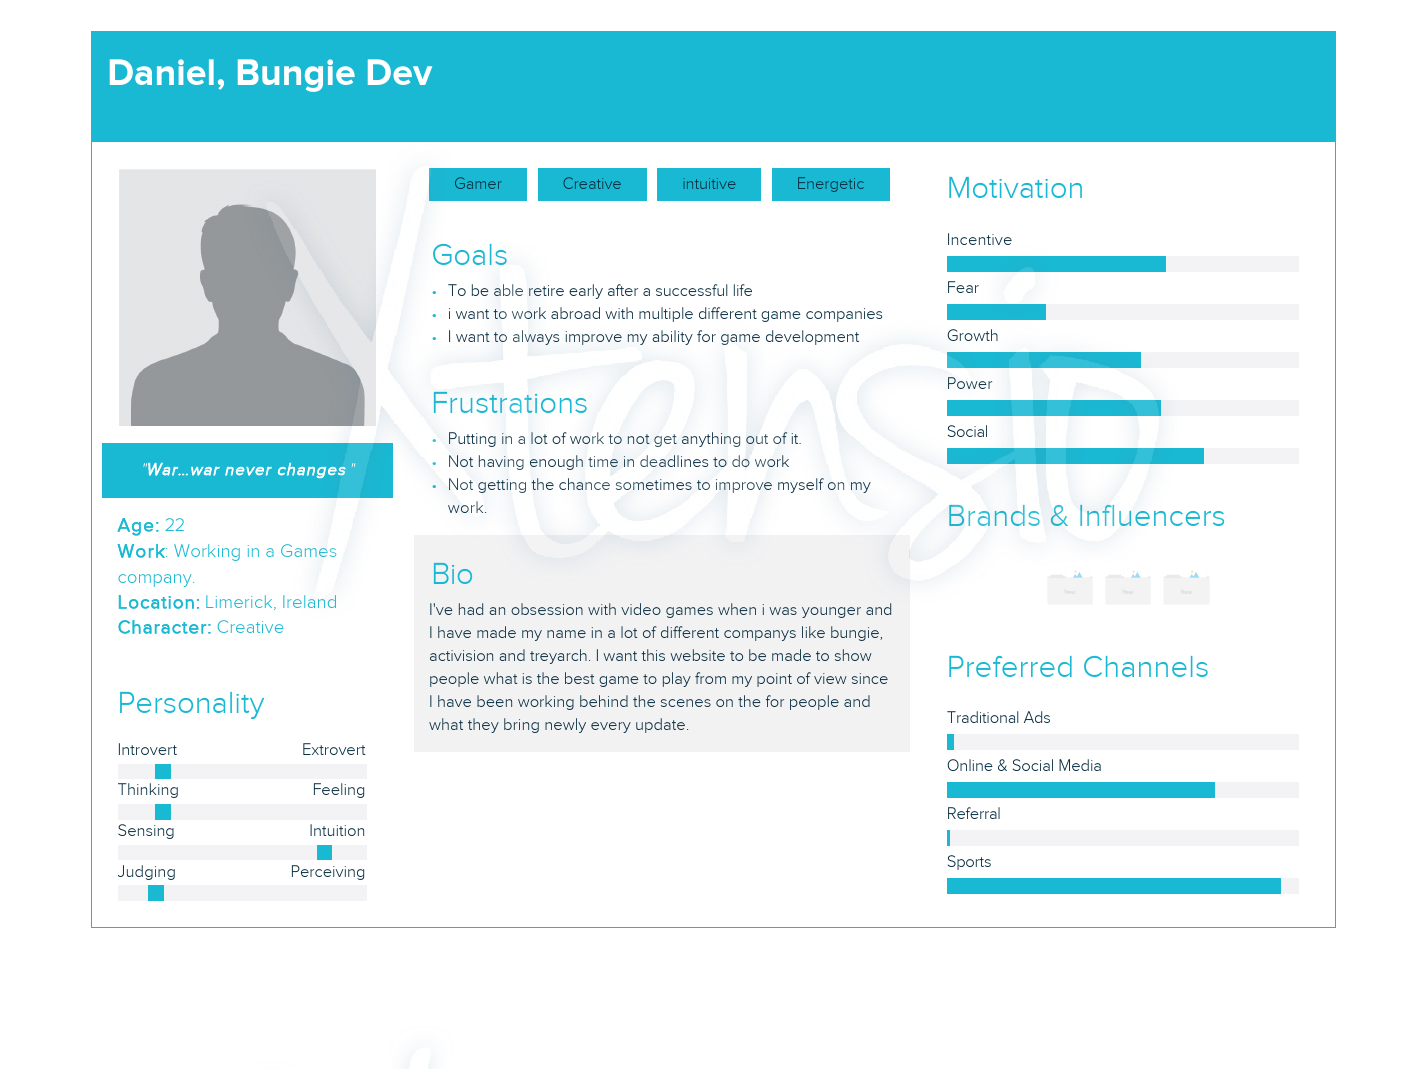 Daniel, Bungie Dev
"War...war never changes "
Age: 22
Work: Working in a Games
company.
Location: Limerick, Ireland
Character: Creative
Personality
Introvert Extrovert
Thinking Feeling
Sensing Intuition
Judging Perceiving
Gamer Creative intuitive Energetic
Goals
• To be able retire early after a successful life
• i want to work abroad with multiple different game companies
• I want to always improve my ability for game development
Frustrations
• Putting in a lot of work to not get anything out of it.
• Not having enough time in deadlines to do work
• Not getting the chance sometimes to improve myself on my
work.
Bio
I've had an obsession with video games when i was younger and
I have made my name in a lot of different companys like bungie,
activision and treyarch. I want this website to be made to show
people what is the best game to play from my point of view since
I have been working behind the scenes on the for people and
what they bring newly every update.
Motivation
Incentive
Fear
Growth
Power
Social
Brands & Influencers
Preferred Channels
Traditional Ads
Online & Social Media
Referral
Sports
Xtensio